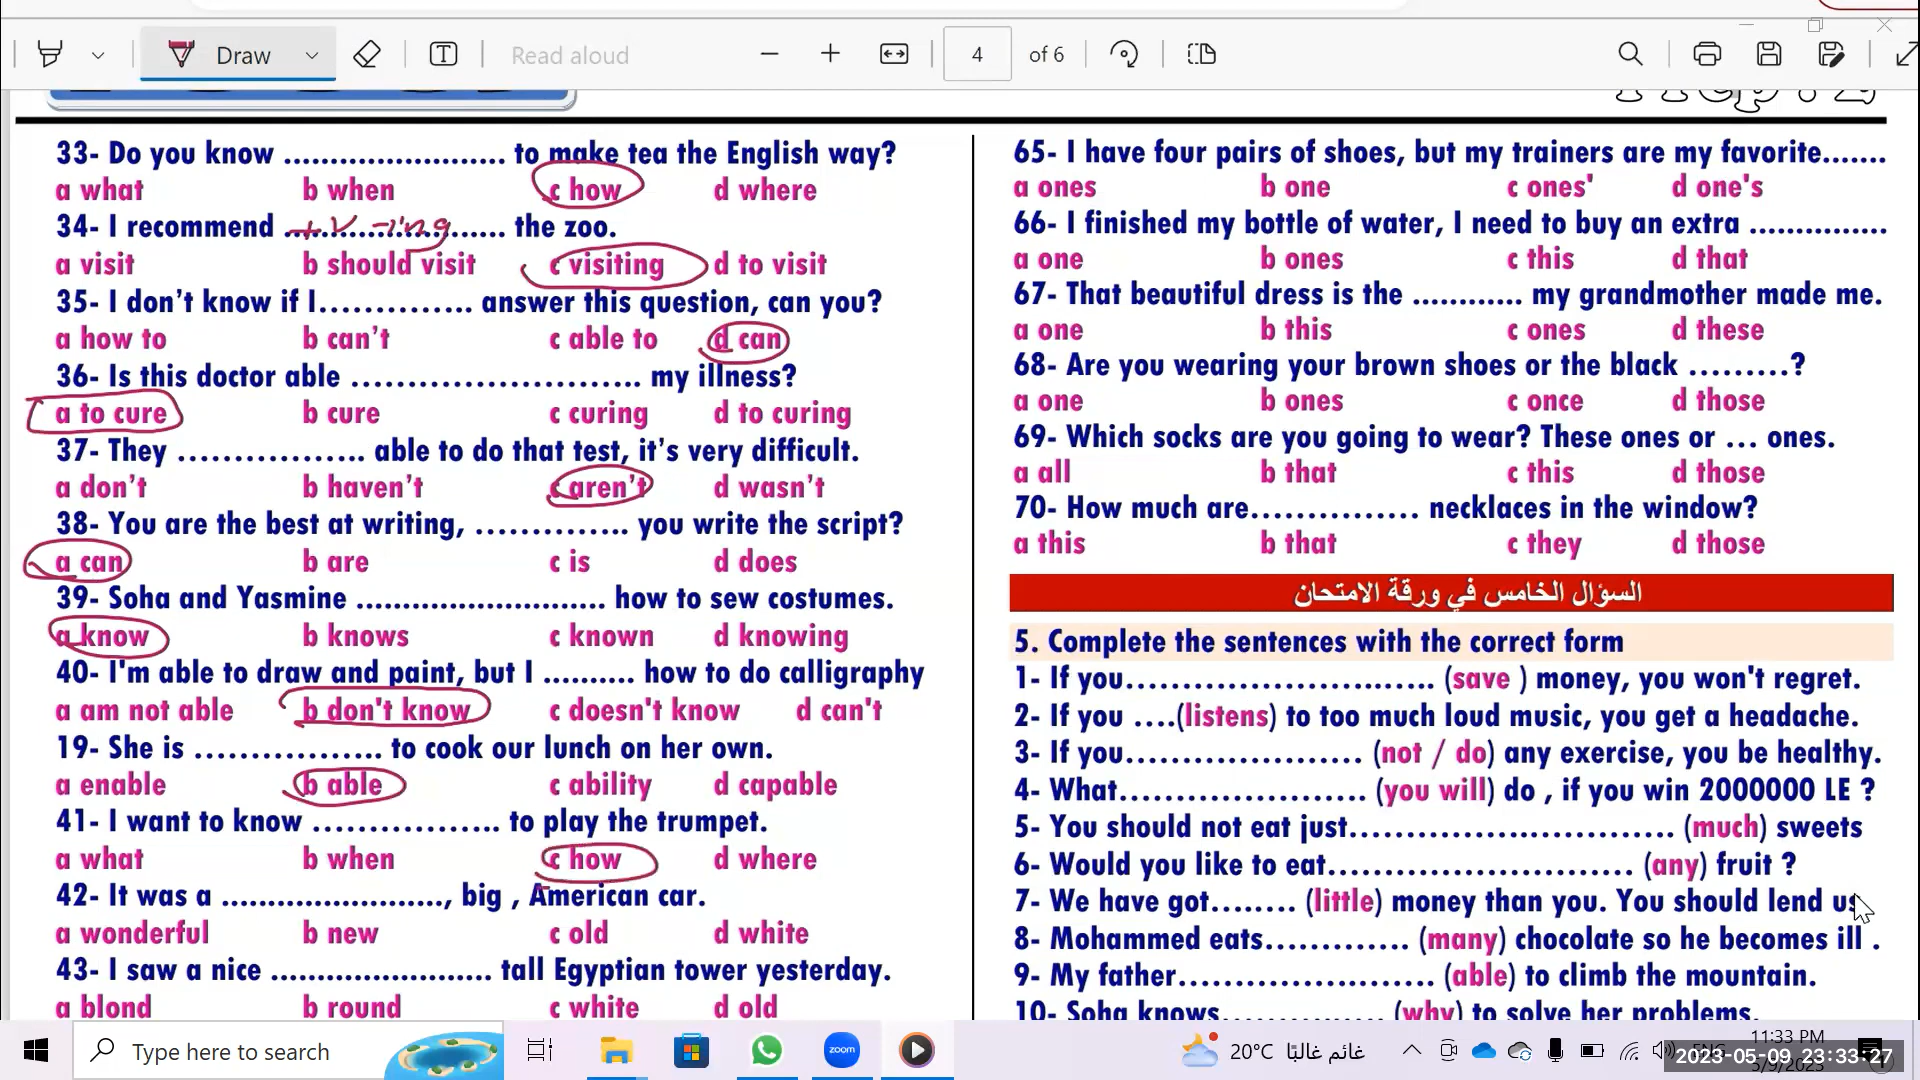 Draw
Read aloud
4 of 6
33- Do you know ........................ to make tea the English way?
a what b when c how d where
34- I recommend ........................ the zoo.
+ V -ing
a visit b should visit c visiting d to visit
35- I don’t know if I.............. answer this question, can you?
a how to b can’t c able to d can
36- Is this doctor able .......................... my illness?
a to cure b cure c curing d to curing
37- They .................. able to do that test, it’s very difficult.
a don’t b haven’t c aren’t d wasn’t
38- You are the best at writing, .............. you write the script?
a can b are c is d does
39- Soha and Yasmine ........................... how to sew costumes.
a know b knows c known d knowing
40- I'm able to draw and paint, but I .......... how to do calligraphy
a am not able b don't know c doesn't know d can't
19- She is .................. to cook our lunch on her own.
a enable b able c ability d capable
41- I want to know .................. to play the trumpet.
a what b when c how d where
42- It was a ........................, big , American car.
a wonderful b new c old d white
43- I saw a nice ........................ tall Egyptian tower yesterday.
a blond b round c white d old
65- I have four pairs of shoes, but my trainers are my favorite.......
a ones b one c ones' d one's
66- I finished my bottle of water, I need to buy an extra ...............
a one b ones c this d that
67- That beautiful dress is the ............ my grandmother made me.
a one b this c ones d these
68- Are you wearing your brown shoes or the black .........?
a one b ones c once d those
69- Which socks are you going to wear? These ones or ... ones.
a all b that c this d those
70- How much are............... necklaces in the window?
a this b that c they d those
السؤال الخامس في ورقة الامتحان
5. Complete the sentences with the correct form
1- If you.............................. (save ) money, you won't regret.
2- If you ....(listens) to too much loud music, you get a headache.
3- If you...................... (not / do) any exercise, you be healthy.
4- What....................... (you will) do , if you win 2000000 LE ?
5- You should not eat just.............................. (much) sweets
6- Would you like to eat............................. (any) fruit ?
7- We have got........ (little) money than you. You should lend us
8- Mohammed eats............. (many) chocolate so he becomes ill .
9- My father......................... (able) to climb the mountain.
10- Soha knows............... (why) to solve her problems.
Type here to search
zoom
20°C غائم غالبًا
11:33 PM
2023-05-09 23:33:27